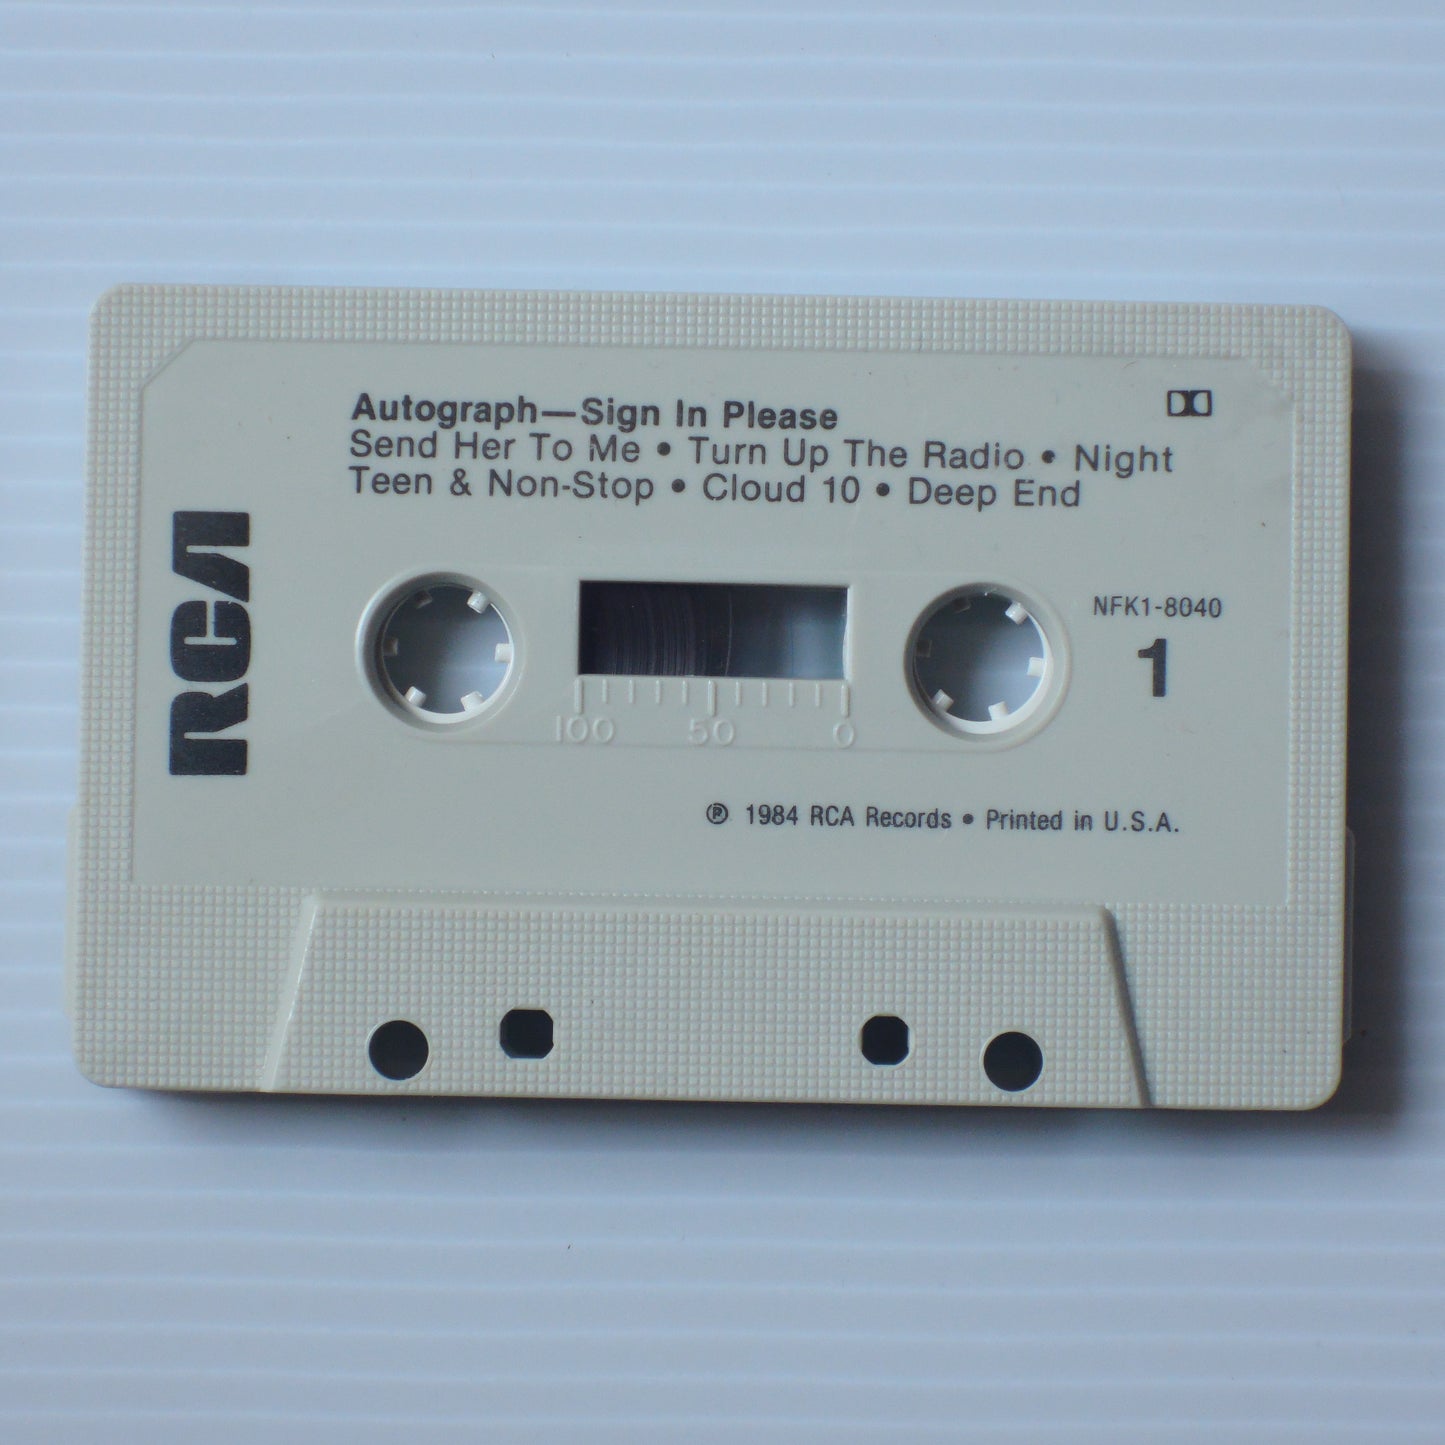 Autograph—Sign In Please
Send Her To Me • Turn Up The Radio • Night
Teen & Non-Stop • Cloud 10 • Deep End
RCA
NFK1-8040
1
100 50 0
℗ 1984 RCA Records • Printed in U.S.A.